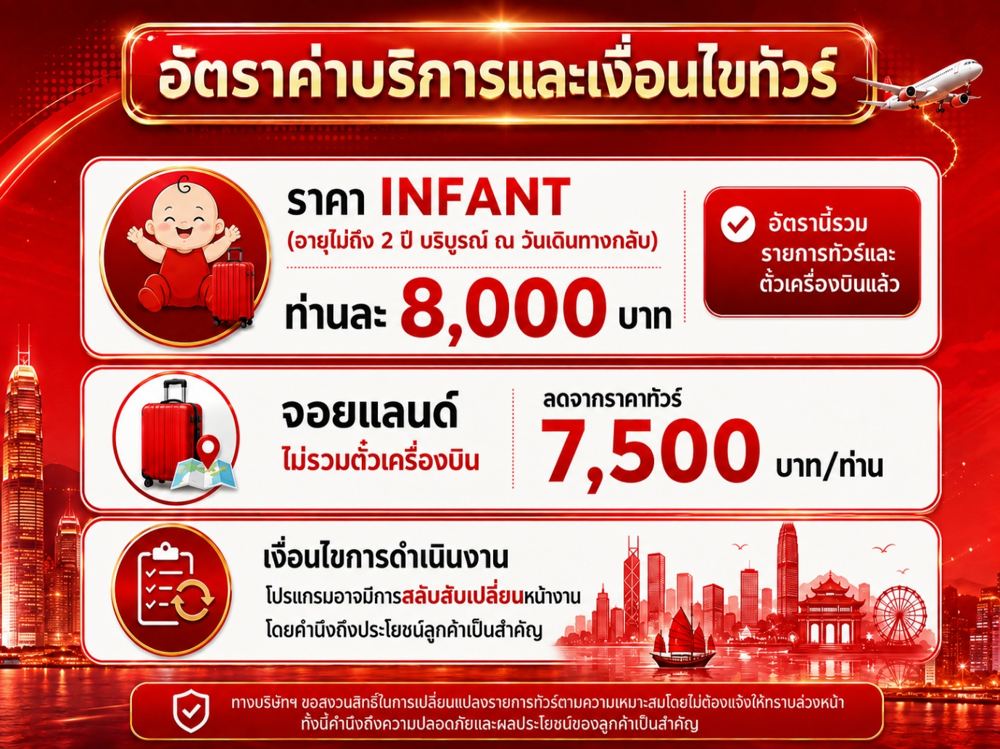 อัตราค่าบริการและเงื่อนไขทัวร์
ราคา INFANT
(อายุไม่ถึง 2 ปี บริบูรณ์ ณ วันเดินทางกลับ)
ท่านละ 8,000 บาท
อัตรานี้รวม
รายการทัวร์และ
ตั๋วเครื่องบินแล้ว
จอยแลนด์
ไม่รวมตั๋วเครื่องบิน
ลดจากราคาทัวร์
7,500 บาท/ท่าน
เงื่อนไขการดำเนินงาน
โปรแกรมอาจมีการสลับสับเปลี่ยนหน้างาน
โดยคำนึงถึงประโยชน์ลูกค้าเป็นสำคัญ
ทางบริษัทฯ ขอสงวนสิทธิ์ในการเปลี่ยนแปลงรายการทัวร์ตามความเหมาะสมโดยไม่ต้องแจ้งให้ทราบล่วงหน้า
ทั้งนี้คำนึงถึงความปลอดภัยและผลประโยชน์ของลูกค้าเป็นสำคัญ